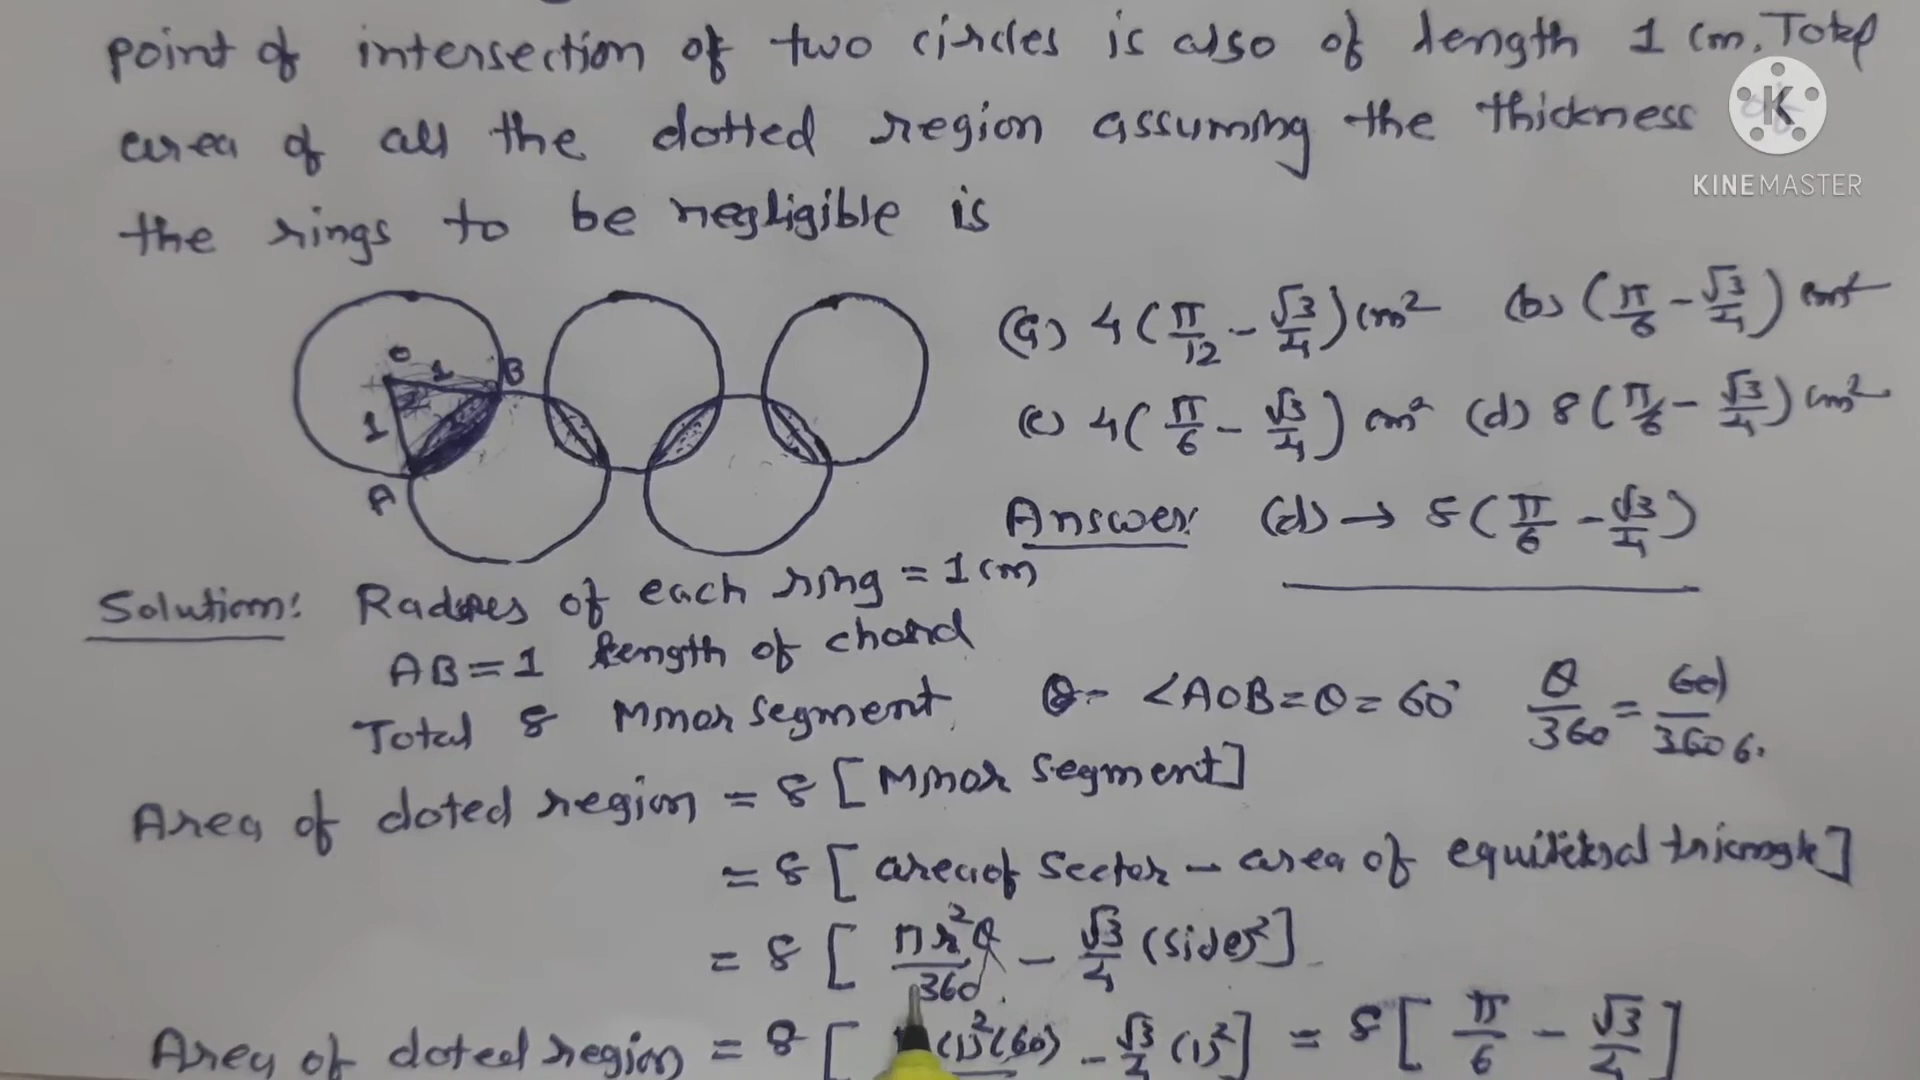 point of intersection of two circles is also of length 1 cm. Total
area of all the dotted region assuming the thickness of
the rings to be negligible is
K
KINEMASTER
(a) 4(π/12 - √3/4) cm² (b) (π/6 - √3/4) cm²
(c) 4(π/6 - √3/4) cm² (d) 8(π/6 - √3/4) cm²
O
1 B
1
A
Answer: (d) → 8(π/6 - √3/4)
Solution: Radius of each ring = 1 cm
AB = 1 length of chord
Total 8 Minor segment θ = ∠AOB = θ = 60° θ/360 = 60/360 6.
Area of doted region = 8 [Minor segment]
= 8 [area of sector - area of equilateral triangle]
= 8 [πr²θ/360 - √3/4 (side)²]
Area of doted region = 8 [(1)²(60) - √3/4 (1)²] = 8 [π/6 - √3/4]